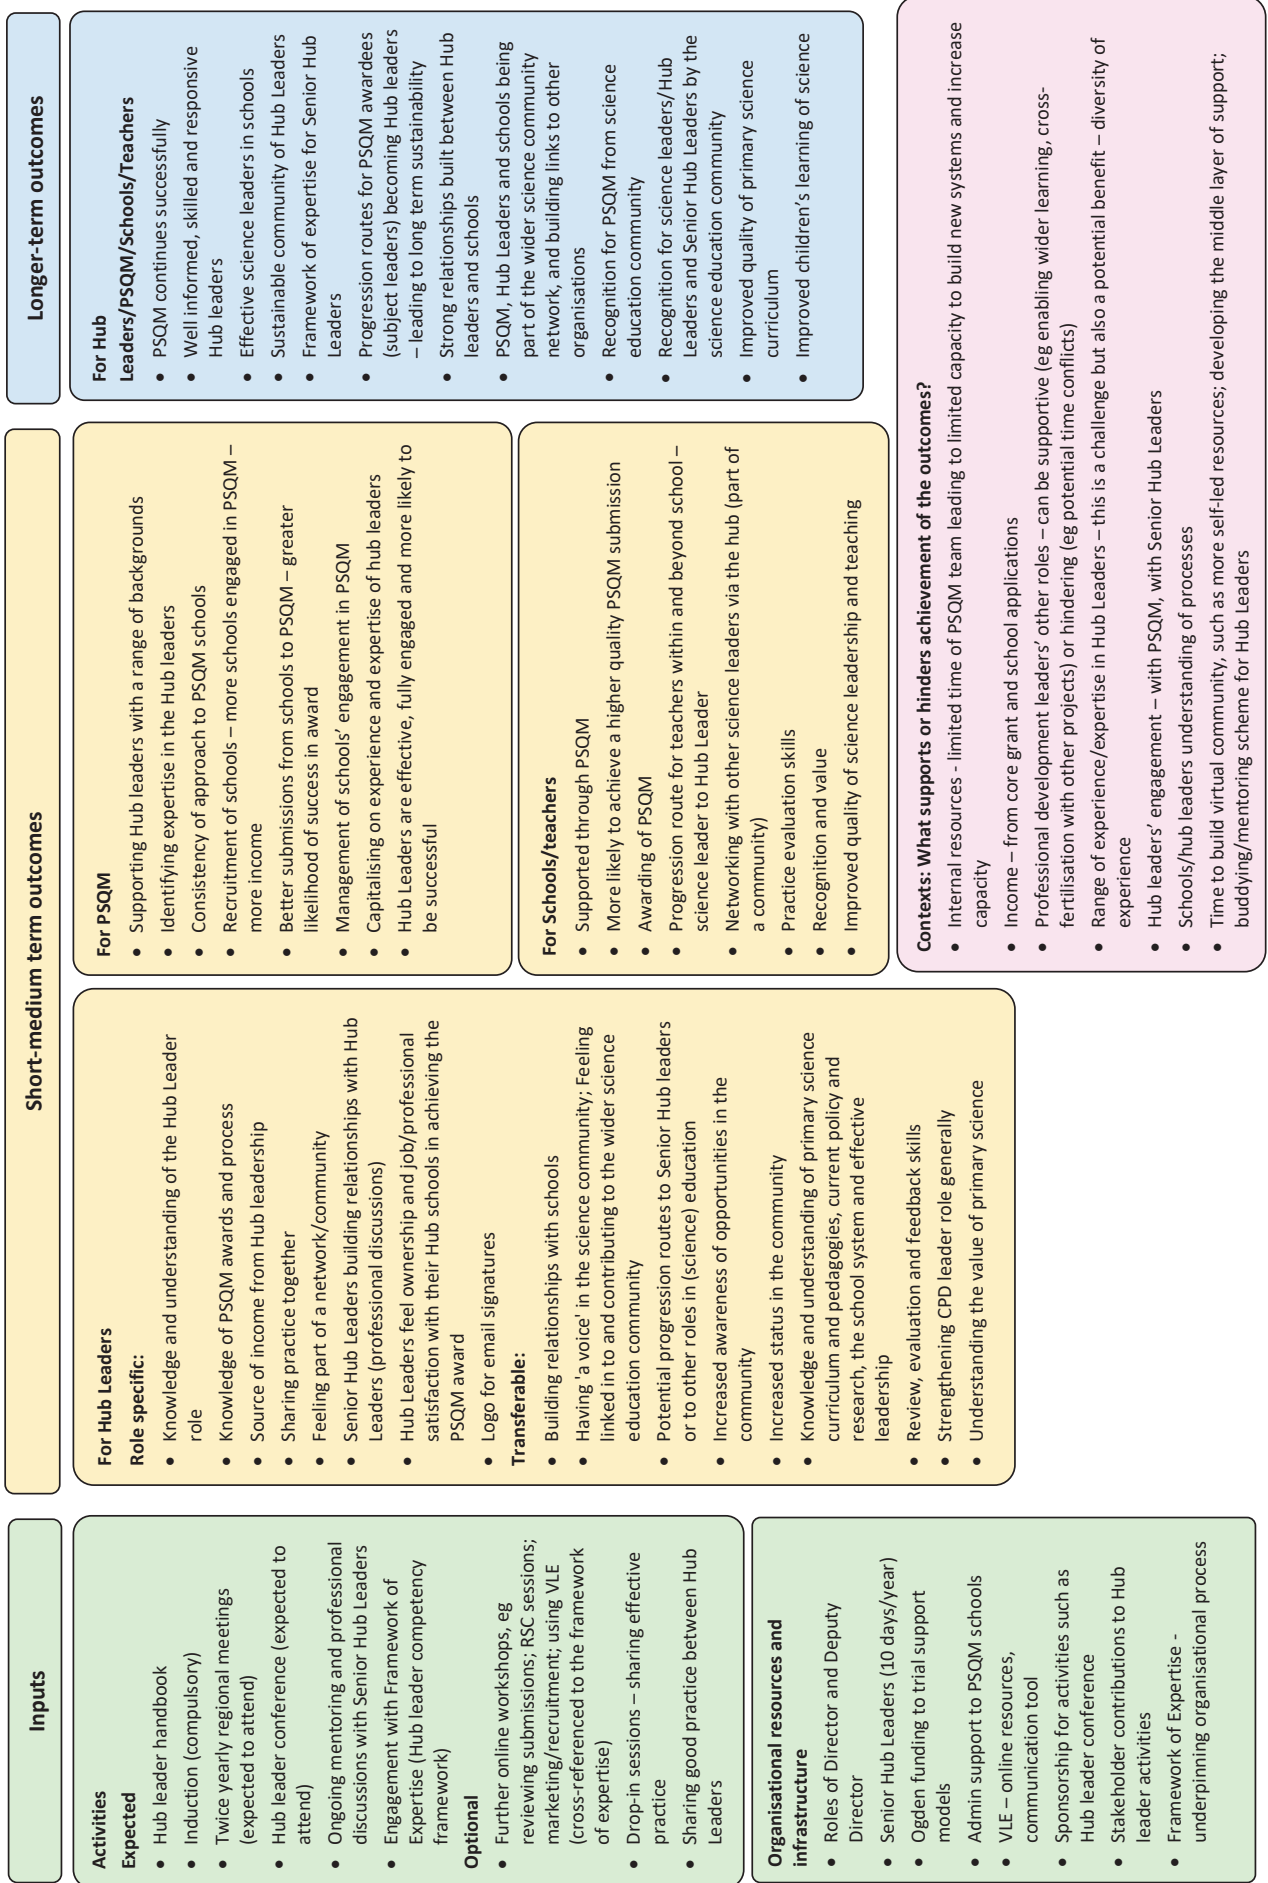 Inputs
Activities
Expected
• Hub leader handbook
• Induction (compulsory)
• Twice yearly regional meetings
(expected to attend)
• Hub leader conference (expected to
attend)
• Ongoing mentoring and professional
discussions with Senior Hub Leaders
• Engagement with Framework of
Expertise (Hub leader competency
framework)
Optional
• Further online workshops, eg
reviewing submissions; RSC sessions;
marketing/recruitment; using VLE
(cross-referenced to the framework
of expertise)
• Drop-in sessions – sharing effective
practice
• Sharing good practice between Hub
Leaders
Organisational resources and
infrastructure
• Roles of Director and Deputy
Director
• Senior Hub Leaders (10 days/year)
• Ogden funding to trial support
models
• Admin support to PSQM schools
• VLE – online resources,
communication tool
• Sponsorship for activities such as
Hub leader conference
• Stakeholder contributions to Hub
leader activities
• Framework of Expertise -
underpinning organisational process
Short-medium term outcomes
For Hub Leaders
Role specific:
• Knowledge and understanding of the Hub Leader
role
• Knowledge of PSQM awards and process
• Source of income from Hub leadership
• Sharing practice together
• Feeling part of a network/community
• Senior Hub Leaders building relationships with Hub
Leaders (professional discussions)
• Hub Leaders feel ownership and job/professional
satisfaction with their Hub schools in achieving the
PSQM award
• Logo for email signatures
Transferable:
• Building relationships with schools
• Having 'a voice' in the science community; Feeling
linked in to and contributing to the wider science
education community
• Potential progression routes to Senior Hub leaders
or to other roles in (science) education
• Increased awareness of opportunities in the
community
• Increased status in the community
• Knowledge and understanding of primary science
curriculum and pedagogies, current policy and
research, the school system and effective
leadership
• Review, evaluation and feedback skills
• Strengthening CPD leader role generally
• Understanding the value of primary science
For PSQM
• Supporting Hub leaders with a range of backgrounds
• Identifying expertise in the Hub leaders
• Consistency of approach to PSQM schools
• Recruitment of schools – more schools engaged in PSQM –
more income
• Better submissions from schools to PSQM – greater
likelihood of success in award
• Management of schools’ engagement in PSQM
• Capitalising on experience and expertise of hub leaders
• Hub Leaders are effective, fully engaged and more likely to
be successful
For Schools/teachers
• Supported through PSQM
• More likely to achieve a higher quality PSQM submission
• Awarding of PSQM
• Progression route for teachers within and beyond school –
science leader to Hub Leader
• Networking with other science leaders via the hub (part of
a community)
• Practice evaluation skills
• Recognition and value
• Improved quality of science leadership and teaching
Longer-term outcomes
For Hub
Leaders/PSQM/Schools/Teachers
• PSQM continues successfully
• Well informed, skilled and responsive
Hub leaders
• Effective science leaders in schools
• Sustainable community of Hub Leaders
• Framework of expertise for Senior Hub
Leaders
• Progression routes for PSQM awardees
(subject leaders) becoming Hub leaders
– leading to long term sustainability
• Strong relationships built between Hub
leaders and schools
• PSQM, Hub Leaders and schools being
part of the wider science community
network, and building links to other
organisations
• Recognition for PSQM from science
education community
• Recognition for science leaders/Hub
Leaders and Senior Hub Leaders by the
science education community
• Improved quality of primary science
curriculum
• Improved children’s learning of science
Contexts: What supports or hinders achievement of the outcomes?
• Internal resources - limited time of PSQM team leading to limited capacity to build new systems and increase
capacity
• Income – from core grant and school applications
• Professional development leaders’ other roles – can be supportive (eg enabling wider learning, cross-
fertilisation with other projects) or hindering (eg potential time conflicts)
• Range of experience/expertise in Hub Leaders – this is a challenge but also a potential benefit – diversity of
experience
• Hub leaders’ engagement – with PSQM, with Senior Hub Leaders
• Schools/hub leaders understanding of processes
• Time to build virtual community, such as more self-led resources; developing the middle layer of support;
buddying/mentoring scheme for Hub Leaders